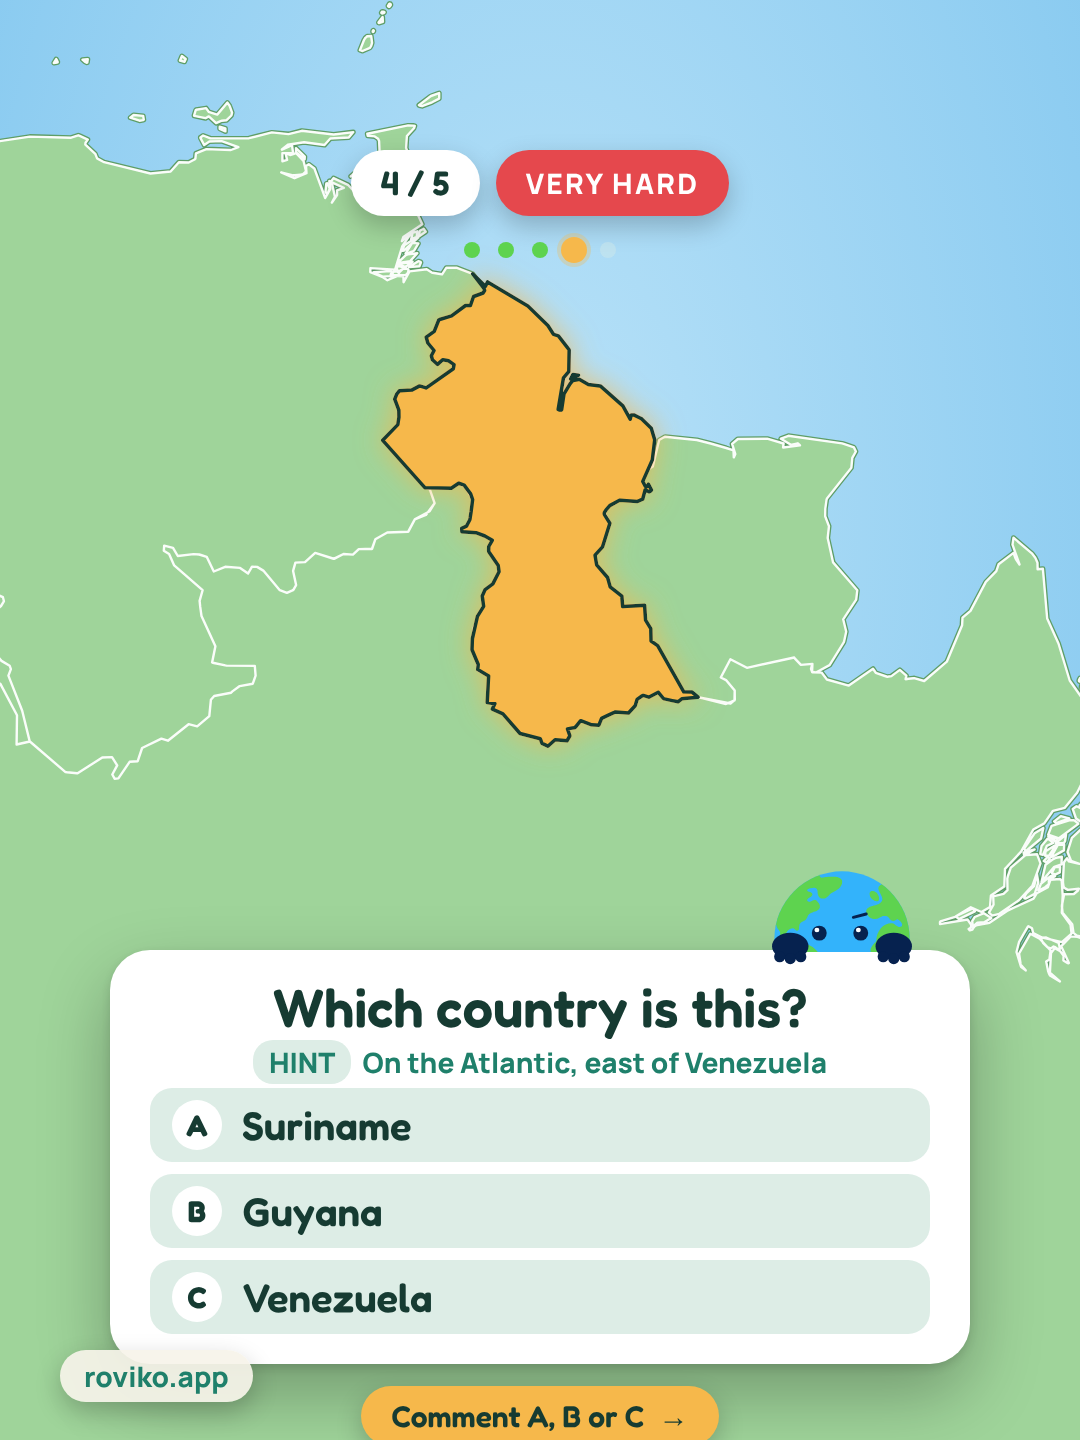 4 / 5
VERY HARD
Which country is this?
HINT On the Atlantic, east of Venezuela
A Suriname
B Guyana
C Venezuela
roviko.app
Comment A, B or C →